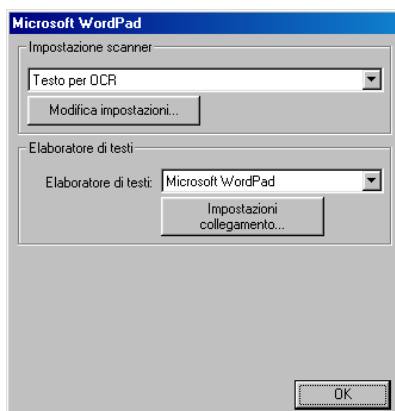 Microsoft WordPad
Impostazione scanner
Testo per OCR
Modifica impostazioni...
Elaboratore di testi
Elaboratore di testi: Microsoft WordPad
Impostazioni
collegamento...
OK